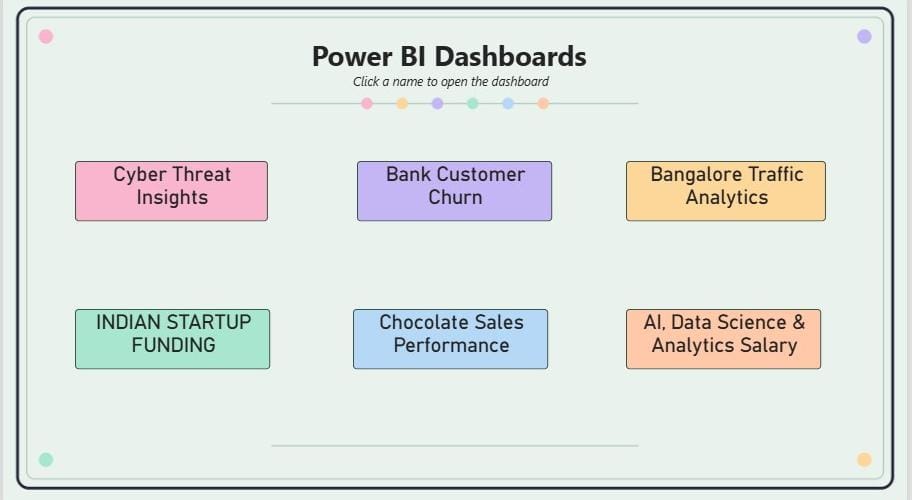 Power BI Dashboards
Click a name to open the dashboard
Cyber Threat
Insights
Bank Customer
Churn
Bangalore Traffic
Analytics
INDIAN STARTUP
FUNDING
Chocolate Sales
Performance
AI, Data Science &
Analytics Salary